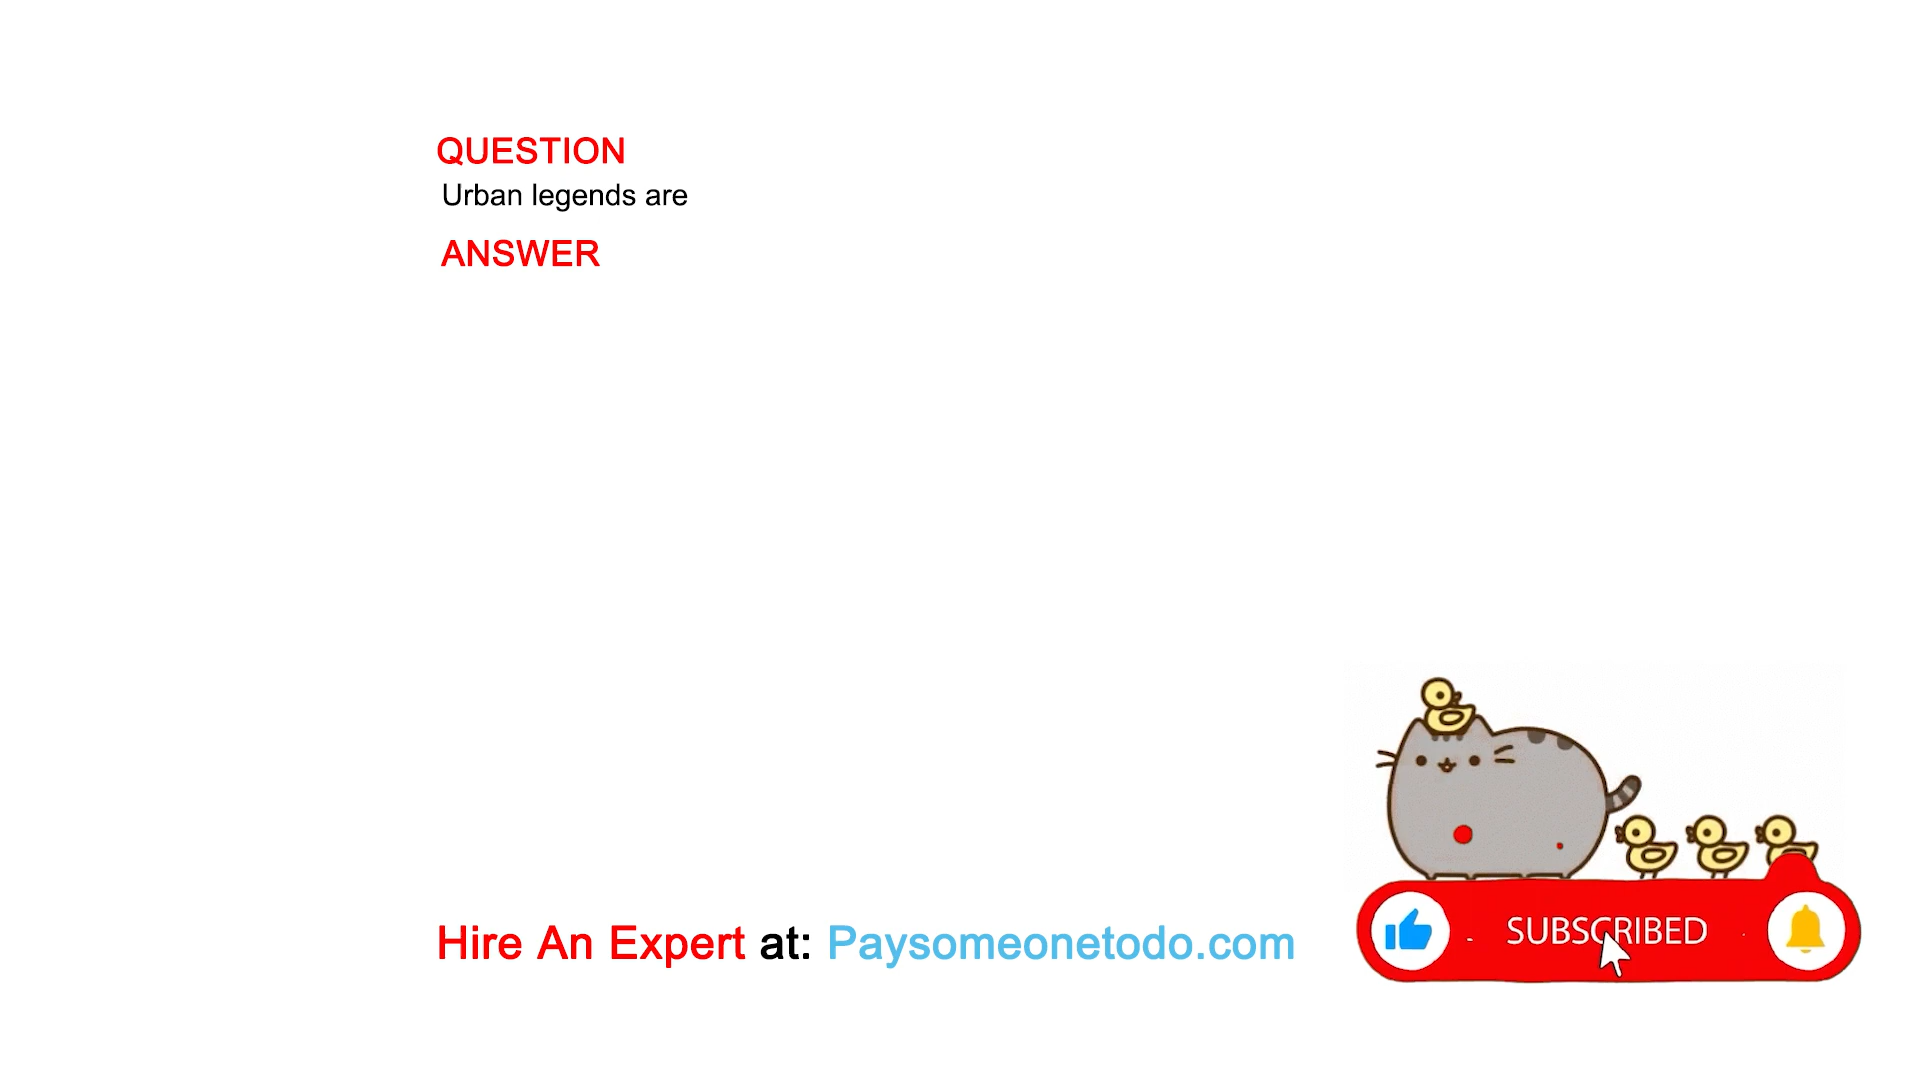 QUESTION
Urban legends are
ANSWER
Hire An Expert at: Paysomeonetodo.com
SUBSCRIBED